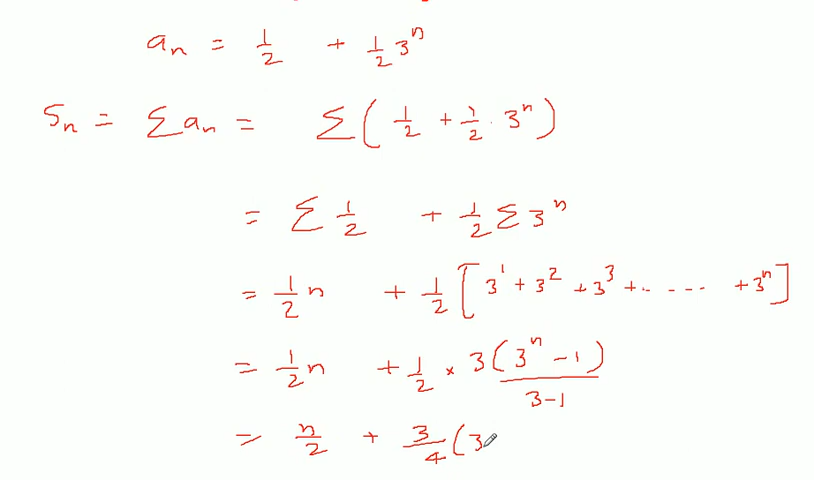 aₙ = 1/2 + 1/2 3ⁿ
Sₙ = Σaₙ = Σ(1/2 + 1/2 · 3ⁿ)
= Σ 1/2 + 1/2 Σ 3ⁿ
= 1/2 n + 1/2 [3¹ + 3² + 3³ + ..... + 3ⁿ]
= 1/2 n + 1/2 × 3(3ⁿ - 1)/(3-1)
= n/2 + 3/4 (3